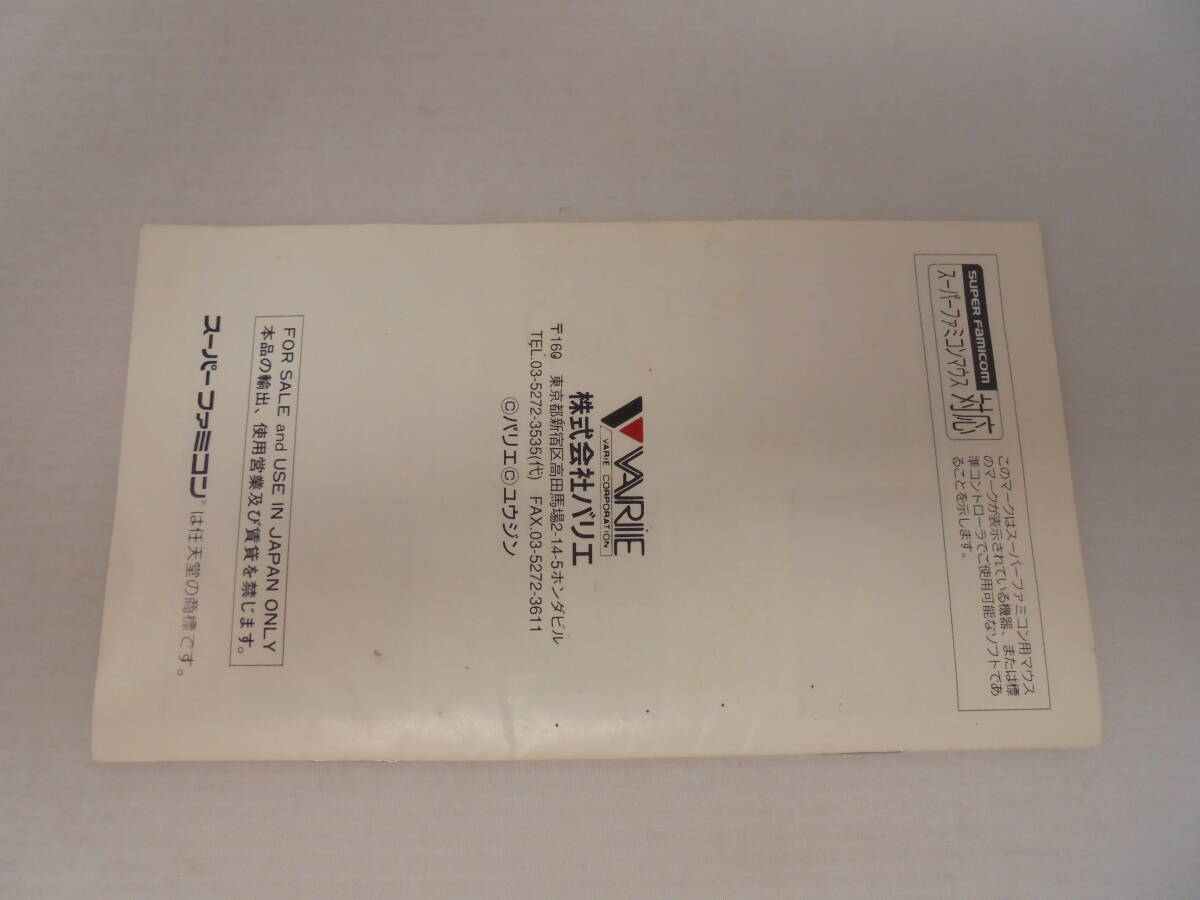 SUPER Famicom
スーパーファミコンマウス対応
このマークはスーパーファミコン用マウス
のマークが表示されている機器、または標
準コントローラでご使用可能なソフトであ
ることを示します。
VARIE
VARIE CORPORATION
株式会社バリエ
〒160 東京都新宿区高田馬場2-14-5ホンダビル
TEL.03-5272-3535(代) FAX.03-5272-3611
©バリエ©ユウジン
FOR SALE and USE IN JAPAN ONLY
本品の輸出、使用営業及び賃貸を禁じます。
スーパーファミコン®は任天堂の商標です。